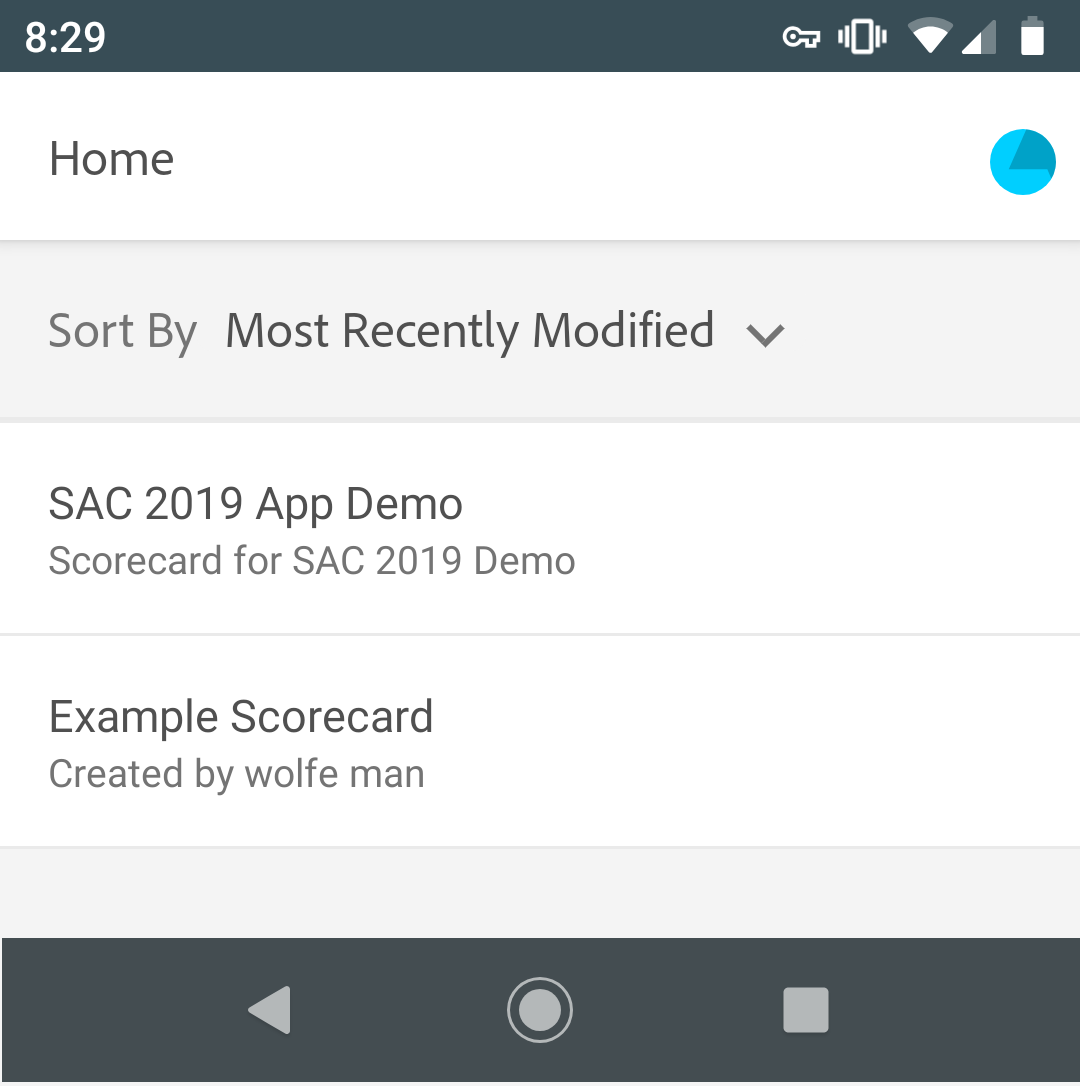 8:29
Home
Sort By Most Recently Modified
SAC 2019 App Demo
Scorecard for SAC 2019 Demo
Example Scorecard
Created by wolfe man